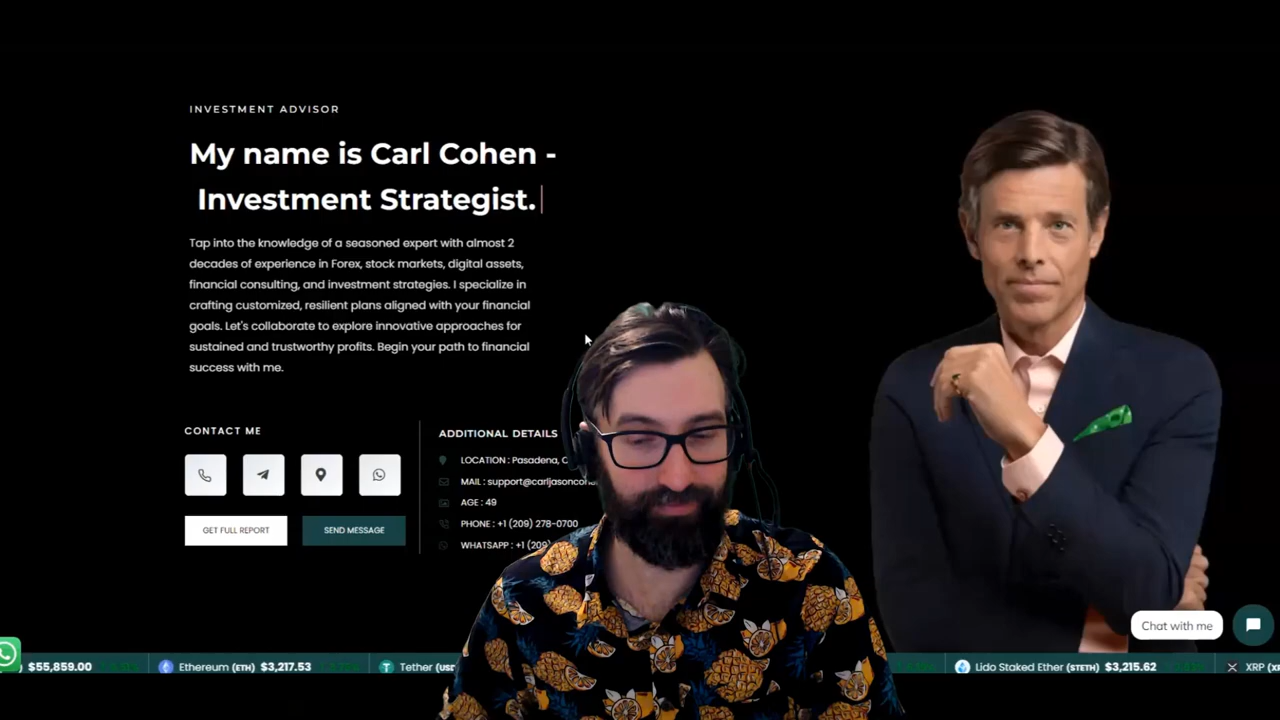 INVESTMENT ADVISOR
My name is Carl Cohen -
Investment Strategist.
Tap into the knowledge of a seasoned expert with almost 2
decades of experience in Forex, stock markets, digital assets,
financial consulting, and investment strategies. I specialize in
crafting customized, resilient plans aligned with your financial
goals. Let's collaborate to explore innovative approaches for
sustained and trustworthy profits. Begin your path to financial
success with me.
CONTACT ME
GET FULL REPORT
SEND MESSAGE
ADDITIONAL DETAILS
LOCATION : Pasadena,
MAIL :
AGE : 49
PHONE : +1 (209) 278-0700
WHATSAPP : +1 (209)
Chat with me
$55,859.00 Ethereum (ETH) $3,217.53 Tether Lido Staked Ether (STETH) $3,215.62 XRP